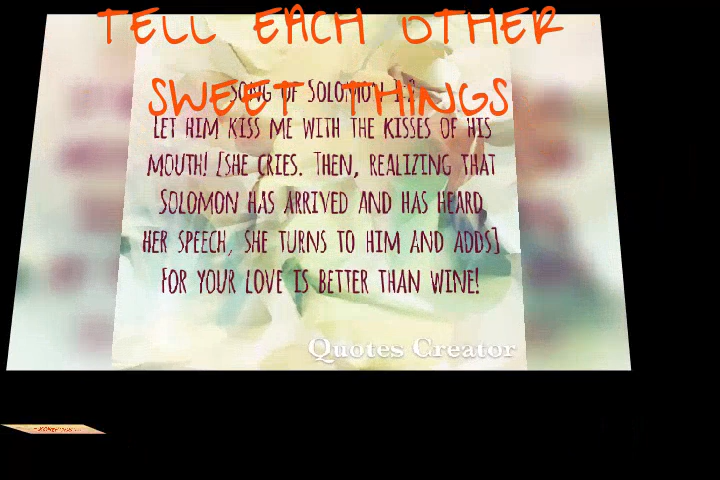 TELL EACH OTHER
SWEET THINGS
SONG OF SOLOMON 1:2
LET HIM KISS ME WITH THE KISSES OF HIS
MOUTH! [SHE CRIES. THEN, REALIZING THAT
SOLOMON HAS ARRIVED AND HAS HEARD
HER SPEECH, SHE TURNS TO HIM AND ADDS]
FOR YOUR LOVE IS BETTER THAN WINE!
Quotes Creator